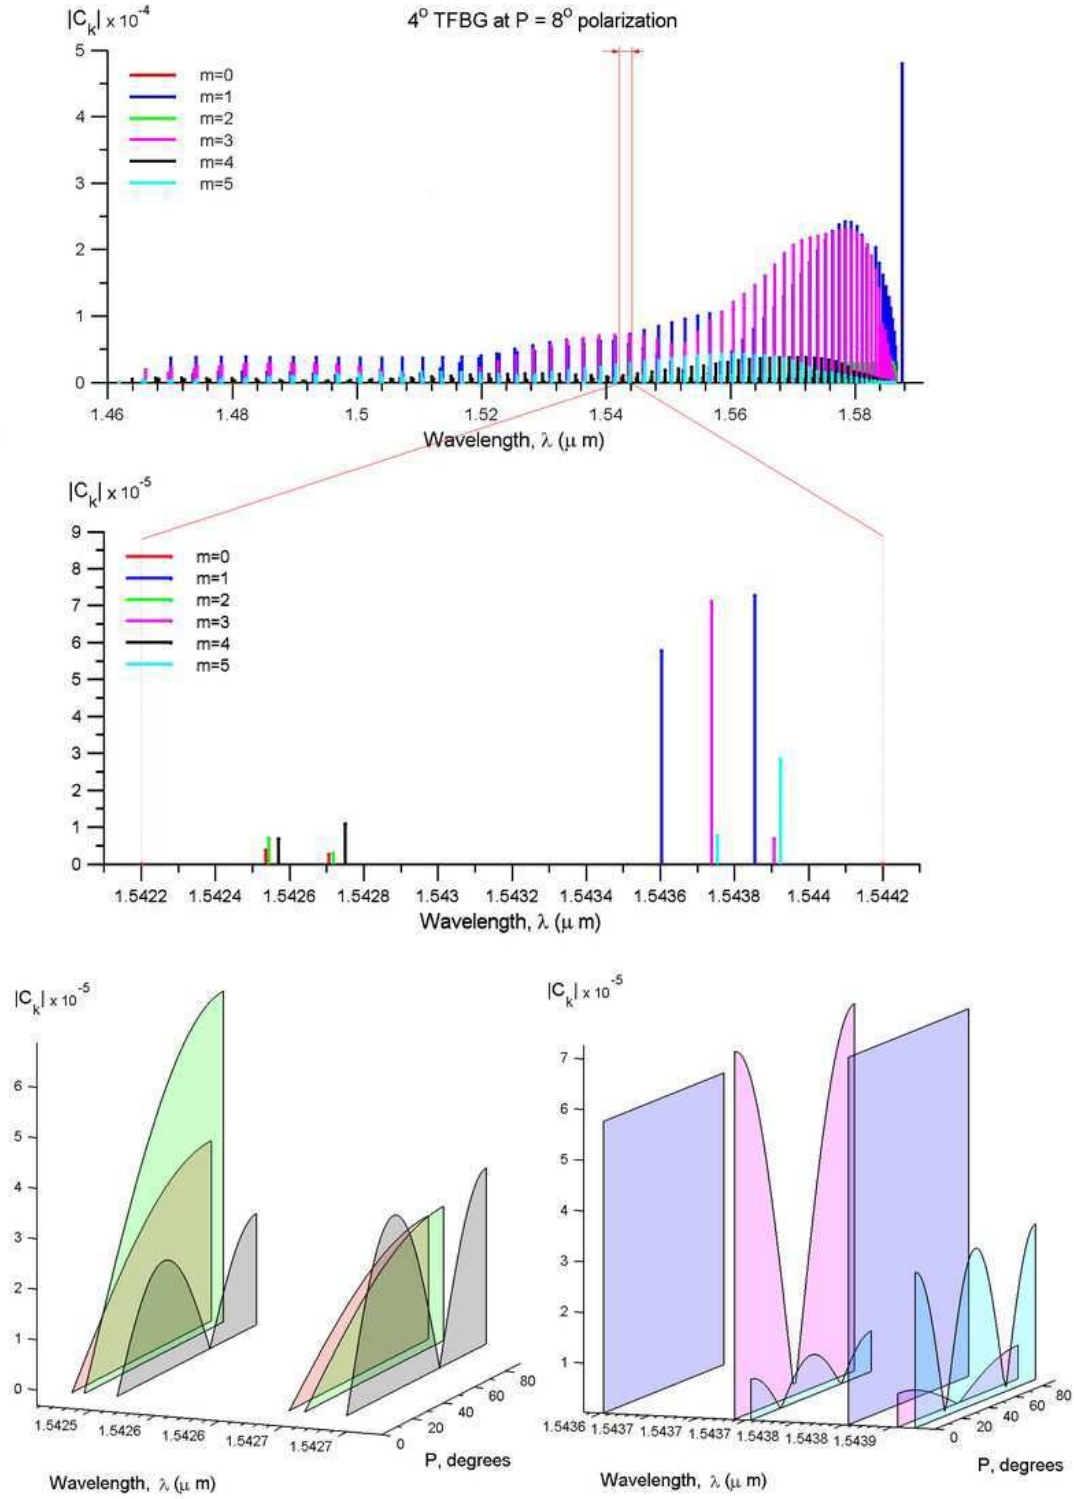 |Ck| x 10-4
4o TFBG at P = 8o polarization
5
4
3
2
1
0
m=0
m=1
m=2
m=3
m=4
m=5
1.46 1.48 1.5 1.52 1.54 1.56 1.58
Wavelength, λ (μ m)
|Ck| x 10-5
9
8
7
6
5
4
3
2
1
0
m=0
m=1
m=2
m=3
m=4
m=5
1.5422 1.5424 1.5426 1.5428 1.543 1.5432 1.5434 1.5436 1.5438 1.544 1.5442
Wavelength, λ (μ m)
|Ck| x 10-5
6
5
4
3
2
1
0
1.5425 1.5426 1.5426 1.5427 1.5427
0 20 40 60 80
P, degrees
Wavelength, λ (μ m)
|Ck| x 10-5
7
6
5
4
3
2
1
1.5436 1.5437 1.5437 1.5437 1.5438 1.5438 1.5439
0 20 40 60 80
P, degrees
Wavelength, λ (μ m)